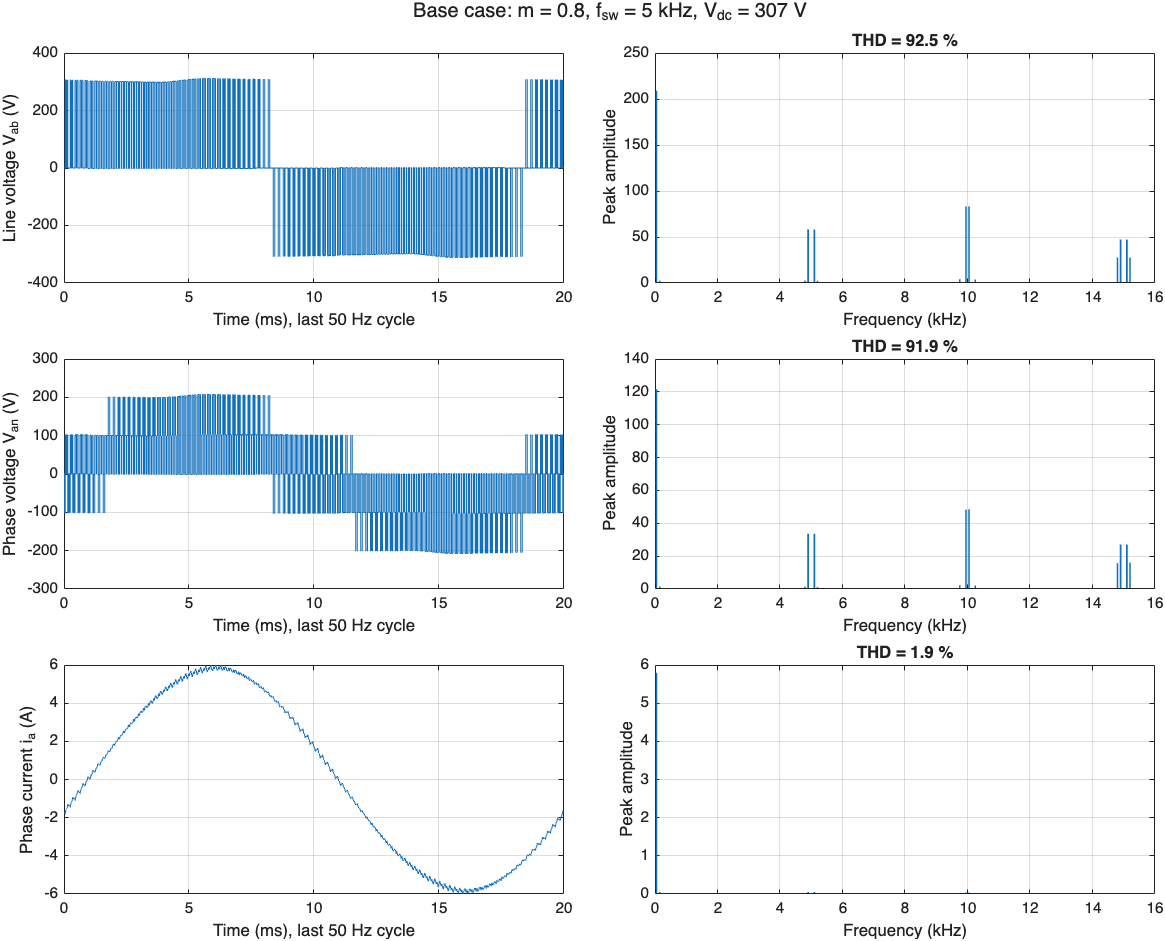 Base case: m = 0.8, fsw = 5 kHz, Vdc = 307 V
Line voltage Vab (V)
400
200
0
-200
-400
0 5 10 15 20
Time (ms), last 50 Hz cycle
THD = 92.5 %
Peak amplitude
250
200
150
100
50
0
0 2 4 6 8 10 12 14 16
Frequency (kHz)
Phase voltage Van (V)
300
200
100
0
-100
-200
-300
0 5 10 15 20
Time (ms), last 50 Hz cycle
THD = 91.9 %
Peak amplitude
140
120
100
80
60
40
20
0
0 2 4 6 8 10 12 14 16
Frequency (kHz)
Phase current ia (A)
6
4
2
0
-2
-4
-6
0 5 10 15 20
Time (ms), last 50 Hz cycle
THD = 1.9 %
Peak amplitude
6
5
4
3
2
1
0
0 2 4 6 8 10 12 14 16
Frequency (kHz)